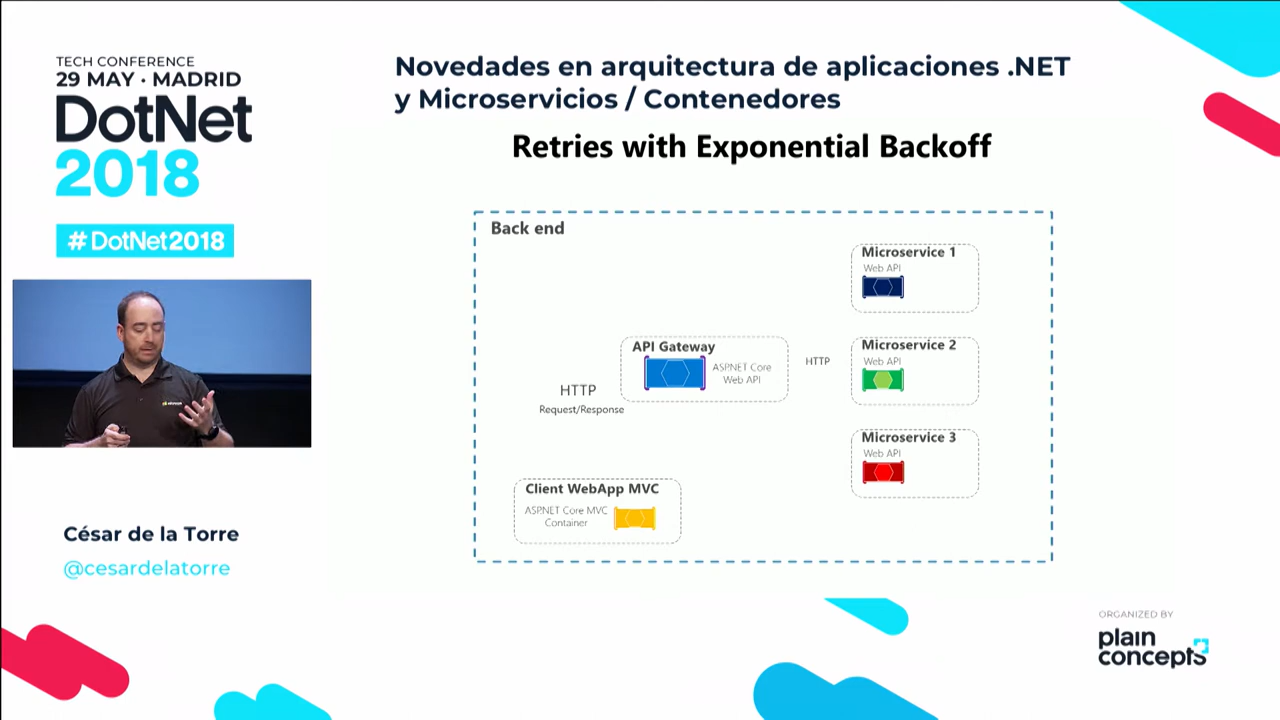 TECH CONFERENCE
29 MAY · MADRID
DotNet
2018
#DotNet2018
César de la Torre
@cesardelatorre
Novedades en arquitectura de aplicaciones .NET
y Microservicios / Contenedores
Retries with Exponential Backoff
Back end
Microservice 1
Web API
API Gateway
ASP.NET Core
Web API
HTTP
Microservice 2
Web API
HTTP
Request/Response
Microservice 3
Web API
Client WebApp MVC
ASP.NET Core MVC
Container
ORGANIZED BY
plain
concepts